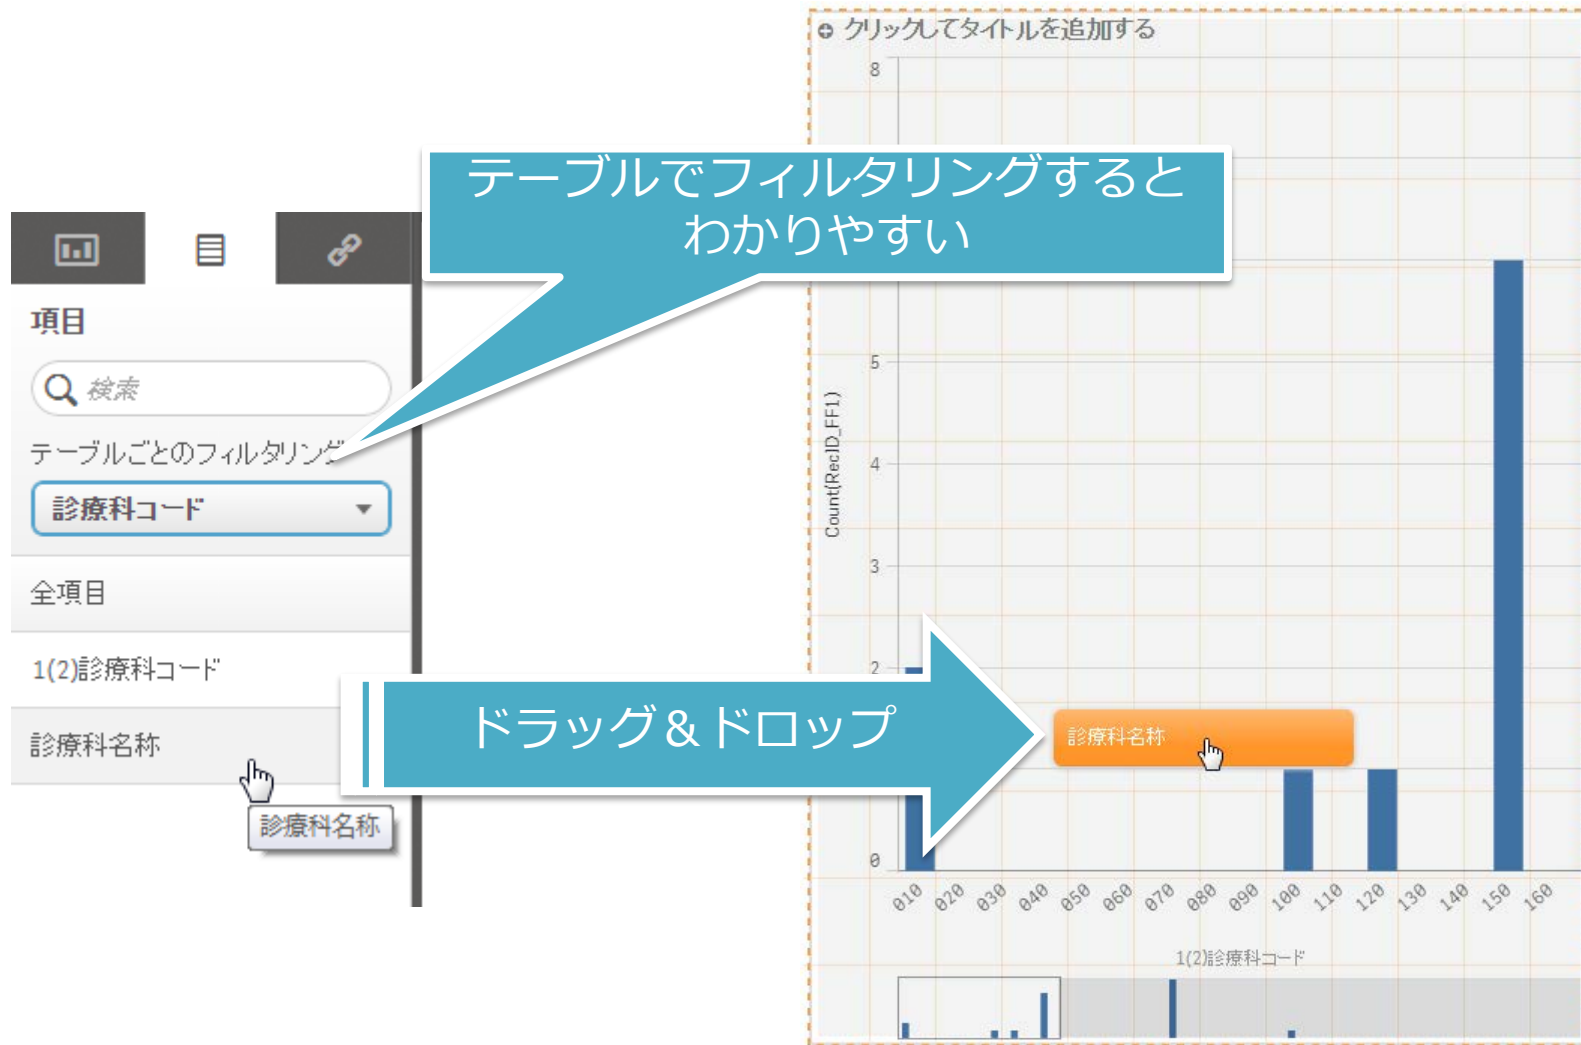 クリックしてタイトルを追加する
8
テーブルでフィルタリングすると
わかりやすい
項目
検索
テーブルごとのフィルタリング
診療科コード
全項目
1(2)診療科コード
診療科名称
診療科名称
ドラッグ＆ドロップ
診療科名称
Count(RecID_FF1)
5
4
3
2
0
010 020 030 040 050 060 070 080 090 100 110 120 130 140 150 160
1(2)診療科コード